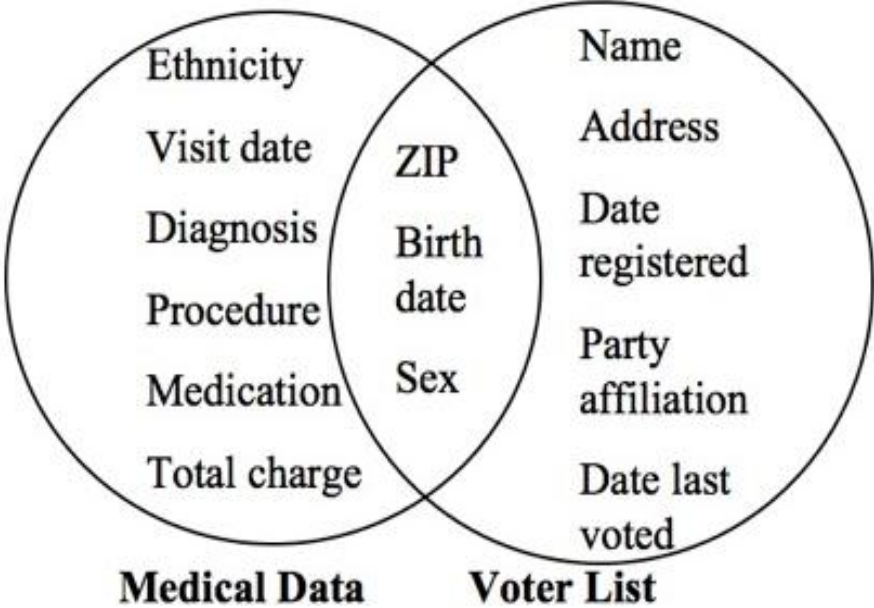 Ethnicity
Visit date
Diagnosis
Procedure
Medication
Total charge
ZIP
Birth
date
Sex
Name
Address
Date
registered
Party
affiliation
Date last
voted
Medical Data
Voter List